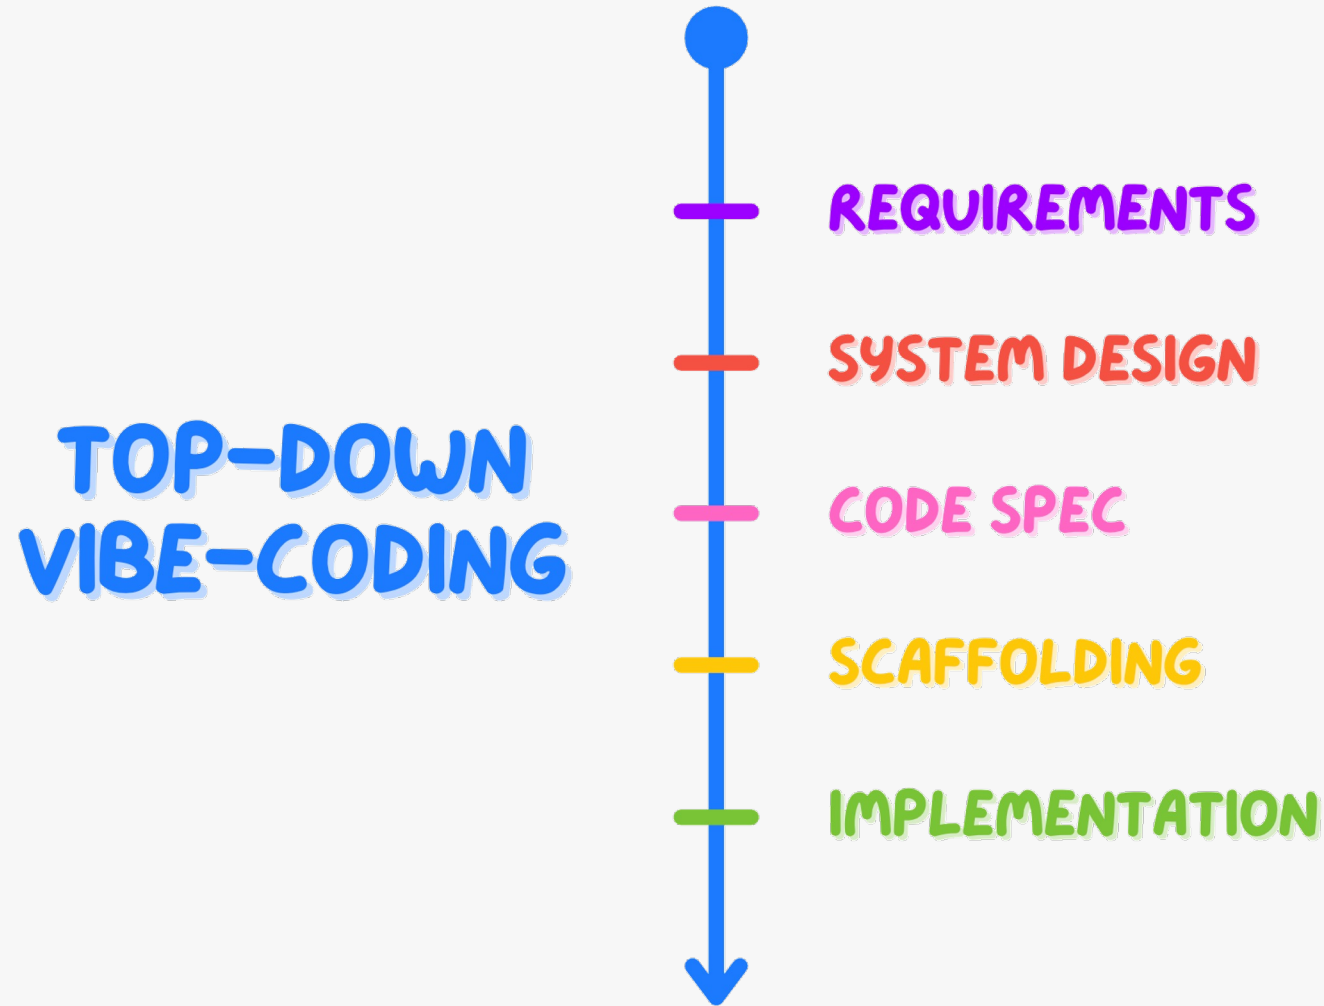 TOP-DOWN
VIBE-CODING
REQUIREMENTS
SYSTEM DESIGN
CODE SPEC
SCAFFOLDING
IMPLEMENTATION